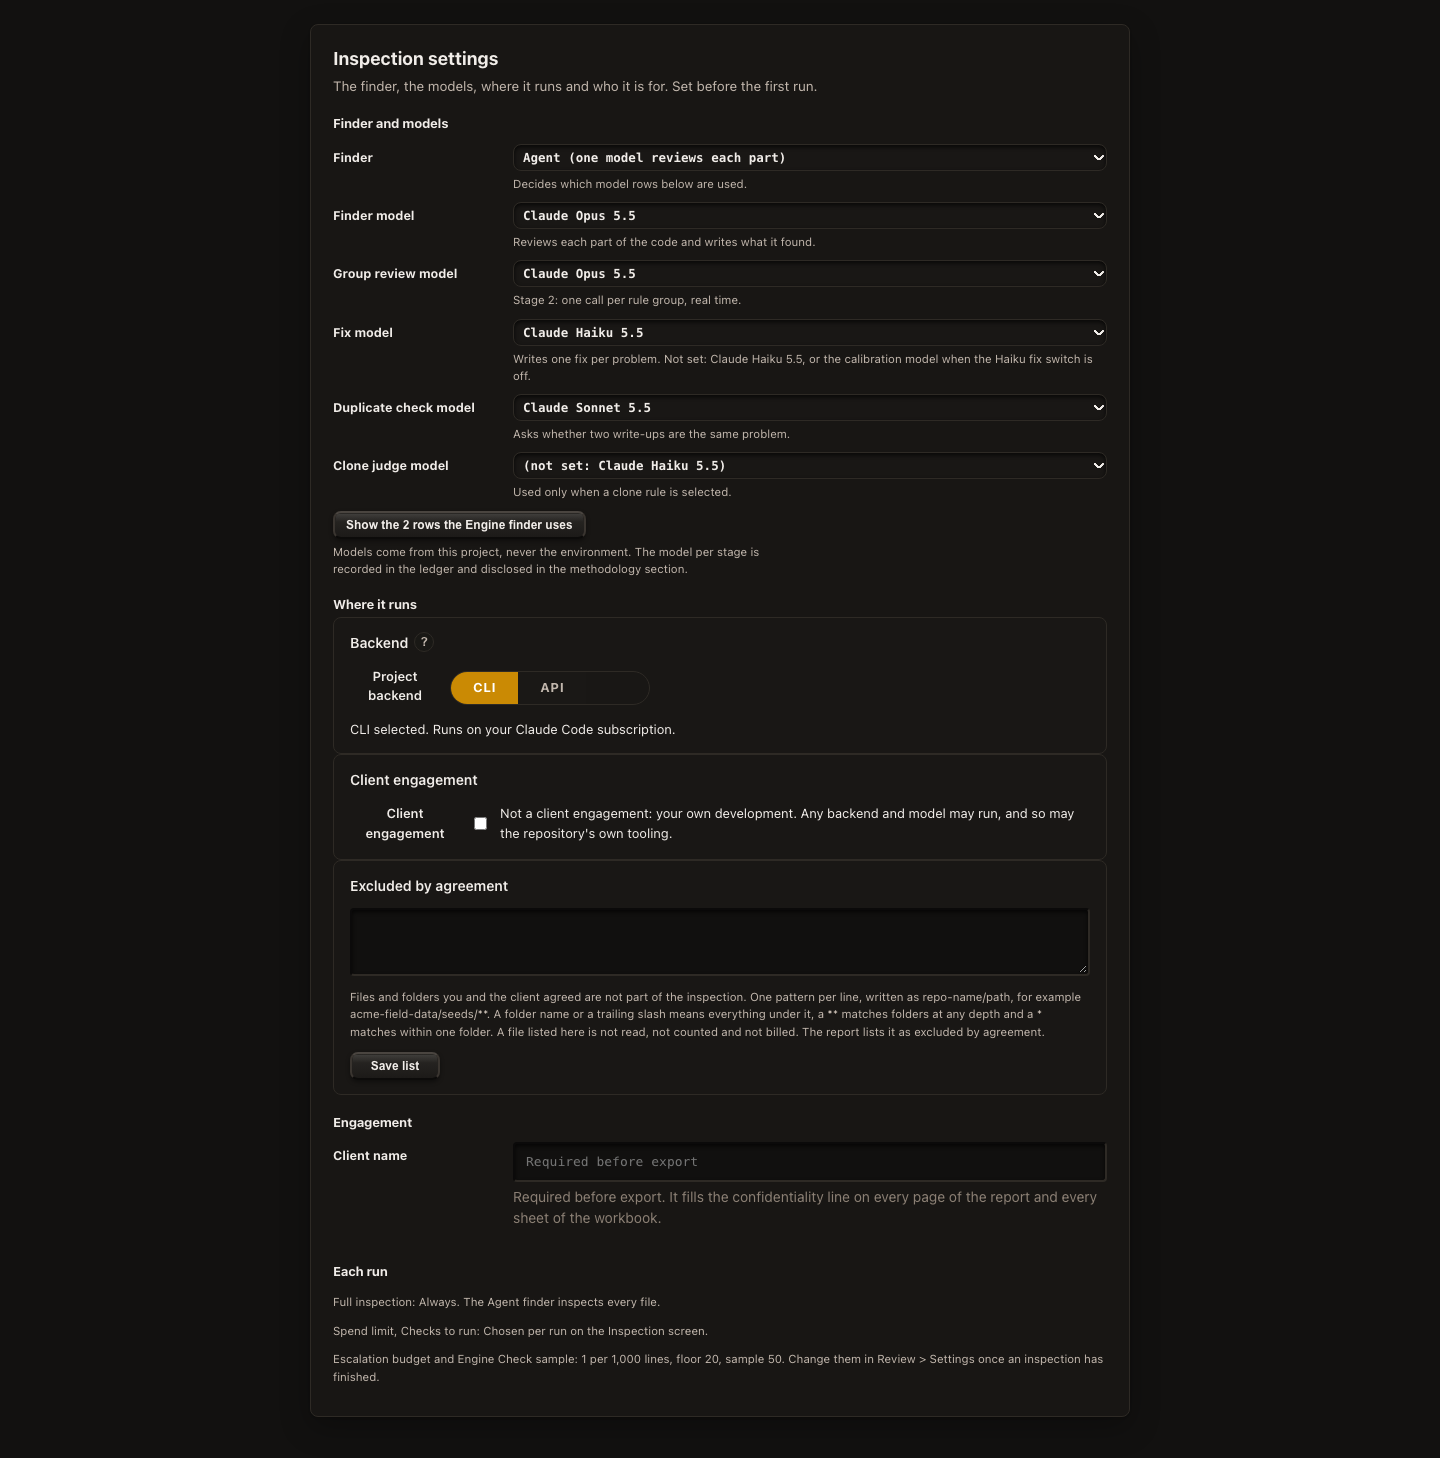 Inspection settings
The finder, the models, where it runs and who it is for. Set before the first run.
Finder and models
Finder
Agent (one model reviews each part)
Decides which model rows below are used.
Finder model
Claude Opus 5.5
Reviews each part of the code and writes what it found.
Group review model
Claude Opus 5.5
Stage 2: one call per rule group, real time.
Fix model
Claude Haiku 5.5
Writes one fix per problem. Not set: Claude Haiku 5.5, or the calibration model when the Haiku fix switch is
off.
Duplicate check model
Claude Sonnet 5.5
Asks whether two write-ups are the same problem.
Clone judge model
(not set: Claude Haiku 5.5)
Used only when a clone rule is selected.
Show the 2 rows the Engine finder uses
Models come from this project, never the environment. The model per stage is
recorded in the ledger and disclosed in the methodology section.
Where it runs
Backend ?
Project
backend
CLI API
CLI selected. Runs on your Claude Code subscription.
Client engagement
Client
engagement
Not a client engagement: your own development. Any backend and model may run, and so may
the repository's own tooling.
Excluded by agreement
Files and folders you and the client agreed are not part of the inspection. One pattern per line, written as repo-name/path, for example
acme-field-data/seeds/**. A folder name or a trailing slash means everything under it, a ** matches folders at any depth and a *
matches within one folder. A file listed here is not read, not counted and not billed. The report lists it as excluded by agreement.
Save list
Engagement
Client name
Required before export
Required before export. It fills the confidentiality line on every page of the report and every
sheet of the workbook.
Each run
Full inspection: Always. The Agent finder inspects every file.
Spend limit, Checks to run: Chosen per run on the Inspection screen.
Escalation budget and Engine Check sample: 1 per 1,000 lines, floor 20, sample 50. Change them in Review > Settings once an inspection has
finished.